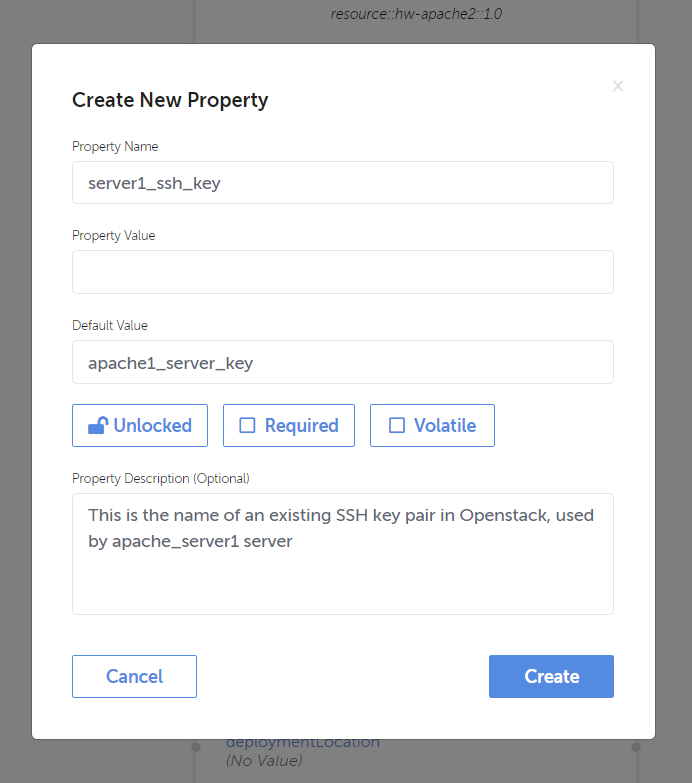 resource::hw-apache2::1.0
Create New Property
Property Name
server1_ssh_key
Property Value
Default Value
apache1_server_key
Unlocked
Required
Volatile
Property Description (Optional)
This is the name of an existing SSH key pair in Openstack, used
by apache_server1 server
Cancel
Create
deploymentLocation
(No Value)